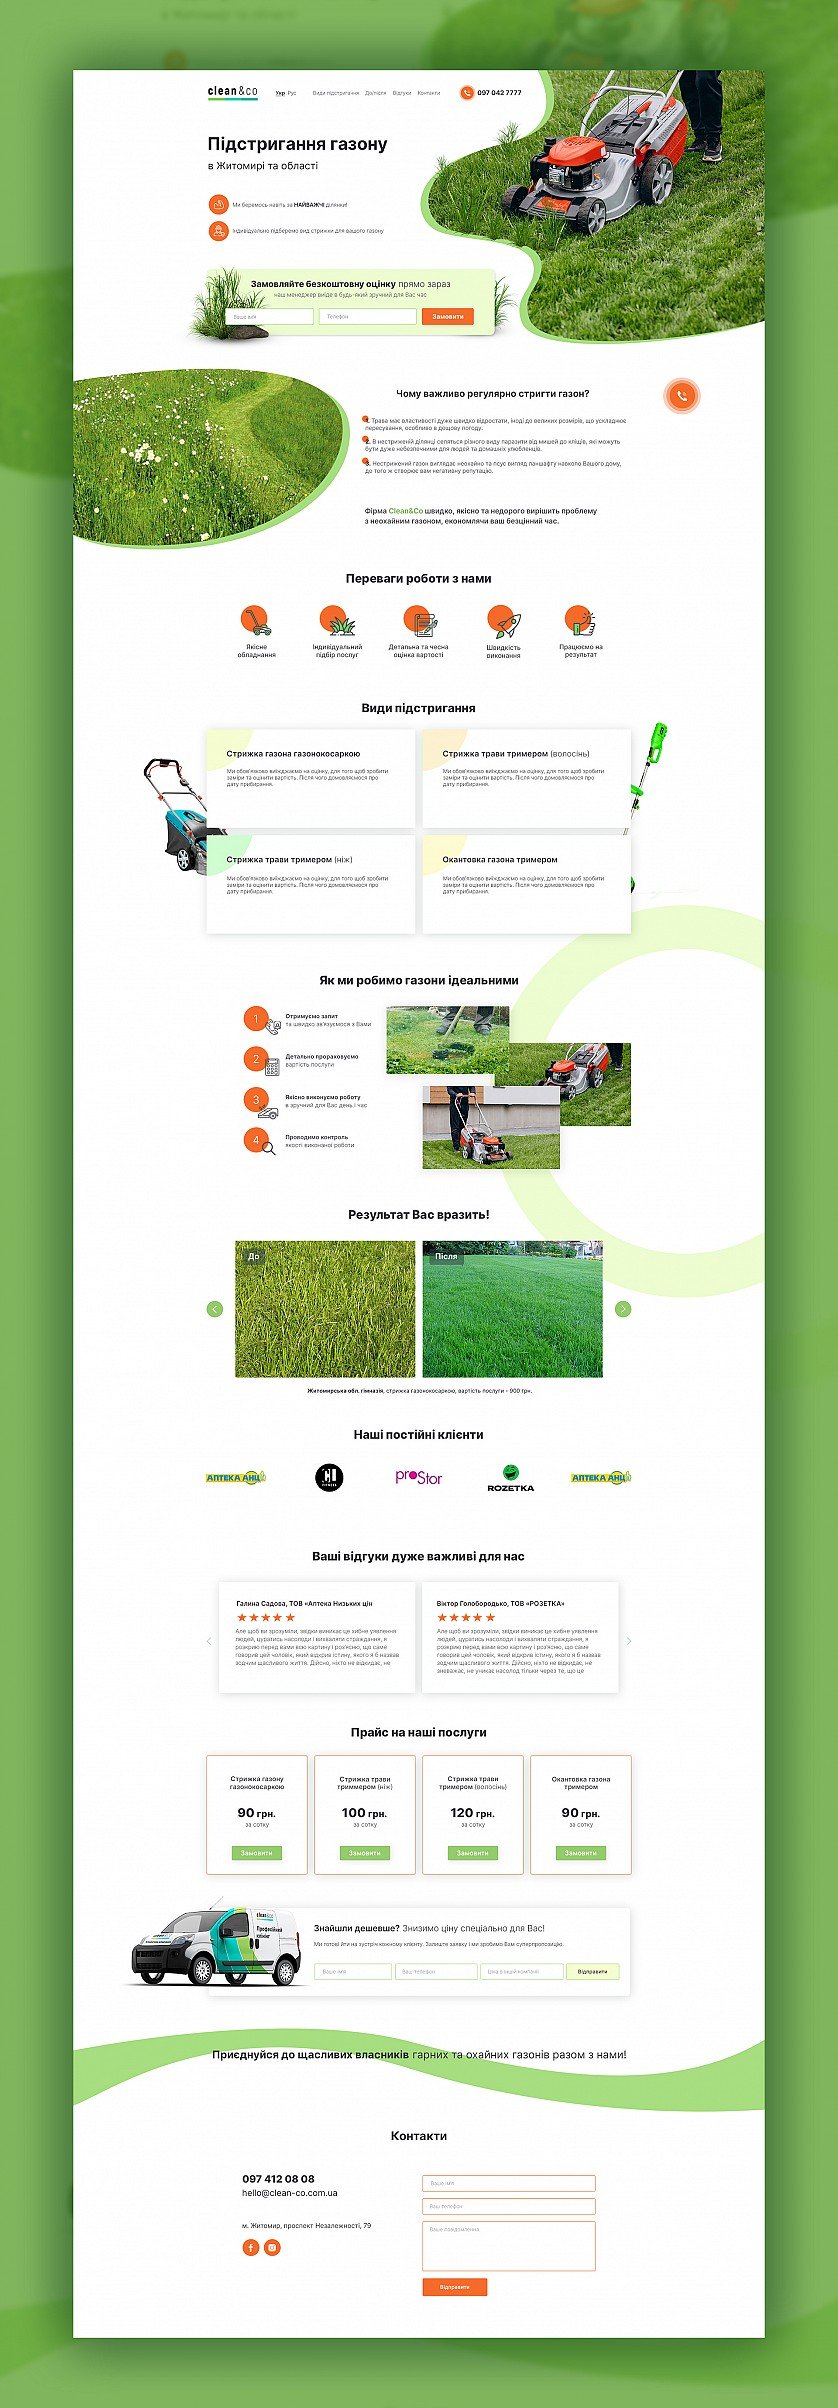 clean&co
Укр Рус
Види підстригання До/після Відгуки Контакти
097 042 7777
Підстригання газону
в Житомирі та області
Ми беремось навіть за НАЙВАЖЧІ ділянки!
Індивідуально підберемо вид стрижки для вашого газону
Замовляйте безкоштовну оцінку прямо зараз
наш менеджер виїде в будь-який зручний для Вас час
Ваше імя
Телефон
Замовити
Чому важливо регулярно стригти газон?
1. Трава має властивості дуже швидко відростати, іноді до великих розмірів, що ускладнює
пересування, особливо в дощову погоду.
2. В нестриженій ділянці селяться різного виду паразити від мишей до кліщів, які можуть
бути дуже небезпечними для людей та домашніх улюбленців.
3. Нестрижений газон виглядає неохайно та псує вигляд ланшафту навколо Вашого дому,
до того ж створює вам негативну репутацію.
Фірма Clean&Co швидко, якісно та недорого вирішить проблему
з неохайним газоном, економлячи ваш безцінний час.
Переваги роботи з нами
Якісне
обладнання
Індивідуальний
підбір послуг
Детальна та чесна
оцінка вартості
Швидкість
виконання
Працюємо на
результат
Види підстригання
Стрижка газона газонокосаркою
Ми обов'язково виїжджаємо на оцінку, для того щоб зробити
заміри та оцінити вартість. Після чого домовляємося про
дату прибирання.
Стрижка трави тримером (волосінь)
Ми обов'язково виїжджаємо на оцінку, для того щоб зробити
заміри та оцінити вартість. Після чого домовляємося про
дату прибирання.
Стрижка трави тримером (ніж)
Ми обов'язково виїжджаємо на оцінку, для того щоб зробити
заміри та оцінити вартість. Після чого домовляємося про
дату прибирання.
Окантовка газона тримером
Ми обов'язково виїжджаємо на оцінку, для того щоб зробити
заміри та оцінити вартість. Після чого домовляємося про
дату прибирання.
Як ми робимо газони ідеальними
1
Отримуємо запит
та швидко зв'язуємося з Вами
2
Детально прораховуємо
вартість послуги
3
Якісно виконуємо роботу
в зручний для Вас день і час
4
Проводимо контроль
якості виконаної роботи
Результат Вас вразить!
До
Після
Житомирська обл. гімназія, стрижка газонокосаркою, вартість послуги - 900 грн.
Наші постійні клієнти
АПТЕКА АНЦ
FITNESS
proStor
ROZETKA
АПТЕКА АНЦ
Ваші відгуки дуже важливі для нас
Галина Садова, ТОВ «Аптека Низьких цін
Але щоб ви зрозуміли, звідки виникає це хибне уявлення
людей, цуратись насолоди і вихваляти страждання, я
розкрию перед вами всю картину і роз'ясню, що саме
говорив цей чоловік, який відкрив істину, якого я б назвав
зодчим щасливого життя. Дійсно, ніхто не відкидає, не
Віктор Голобородько, ТОВ «РОЗЕТКА»
Але щоб ви зрозуміли, звідки виникає це хибне уявлення
людей, цуратись насолоди і вихваляти страждання, я
розкрию перед вами всю картину і роз'ясню, що саме
говорив цей чоловік, який відкрив істину, якого я б назвав
зодчим щасливого життя. Дійсно, ніхто не відкидає, не
зневажає, не уникає насолод тільки через те, що це
Прайс на наші послуги
Стрижка газону
газонокосаркою
90 грн.
за сотку
Замовити
Стрижка трави
триммером (ніж)
100 грн.
за сотку
Замовити
Стрижка трави
тримером (волосінь)
120 грн.
за сотку
Замовити
Окантовка газона
тримером
90 грн.
за сотку
Замовити
clean&co
Професійний
клінінг
Знайшли дешевше? Знизимо ціну спеціально для Вас!
Ми готові йти на зустріч кожному клієнту. Залиште заявку і ми зробимо Вам суперпропозицію.
Ваше імя
Ваш телефон
Ціна в іншій компанії
Відправити
Приєднуйся до щасливих власників гарних та охайних газонів разом з нами!
Контакти
097 412 08 08
hello@clean-co.com.ua
м. Житомир, проспект Незалежності, 79
Ваше імя
Ваш телефон
Ваше повідомлення
Відправити